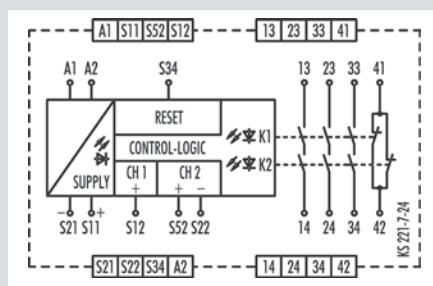 A1 S11 S52 S12 13 23 33 41
A1 A2 S34 13 23 33 41
RESET
CONTROL-LOGIC K1
CH 1 CH 2 K2
SUPPLY + + −
− + 
S21 S11 S12 S52 S22 14 24 34 42
KS 221-7-24
S21 S22 S34 A2 14 24 34 42